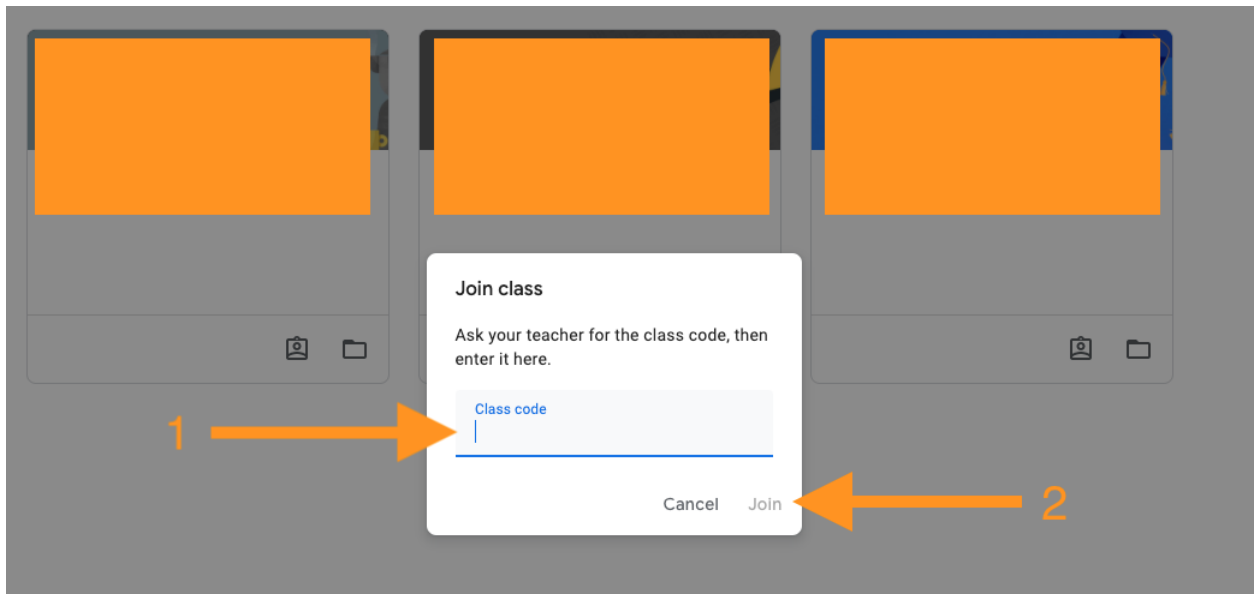 Join class
Ask your teacher for the class code, then
enter it here.
Class code
1
Cancel Join
2